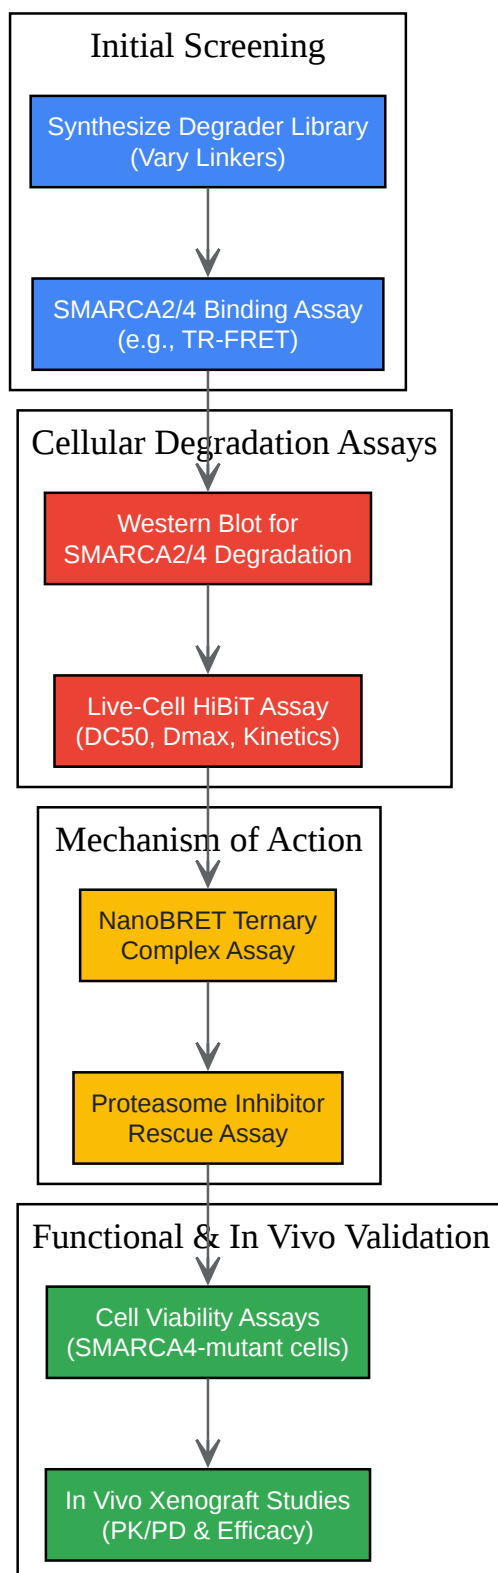 Initial Screening
Synthesize Degrader Library
(Vary Linkers)
SMARCA2/4 Binding Assay
(e.g., TR-FRET)
Cellular Degradation Assays
Western Blot for
SMARCA2/4 Degradation
Live-Cell HiBiT Assay
(DC50, Dmax, Kinetics)
Mechanism of Action
NanoBRET Ternary
Complex Assay
Proteasome Inhibitor
Rescue Assay
Functional & In Vivo Validation
Cell Viability Assays
(SMARCA4-mutant cells)
In Vivo Xenograft Studies
(PK/PD & Efficacy)